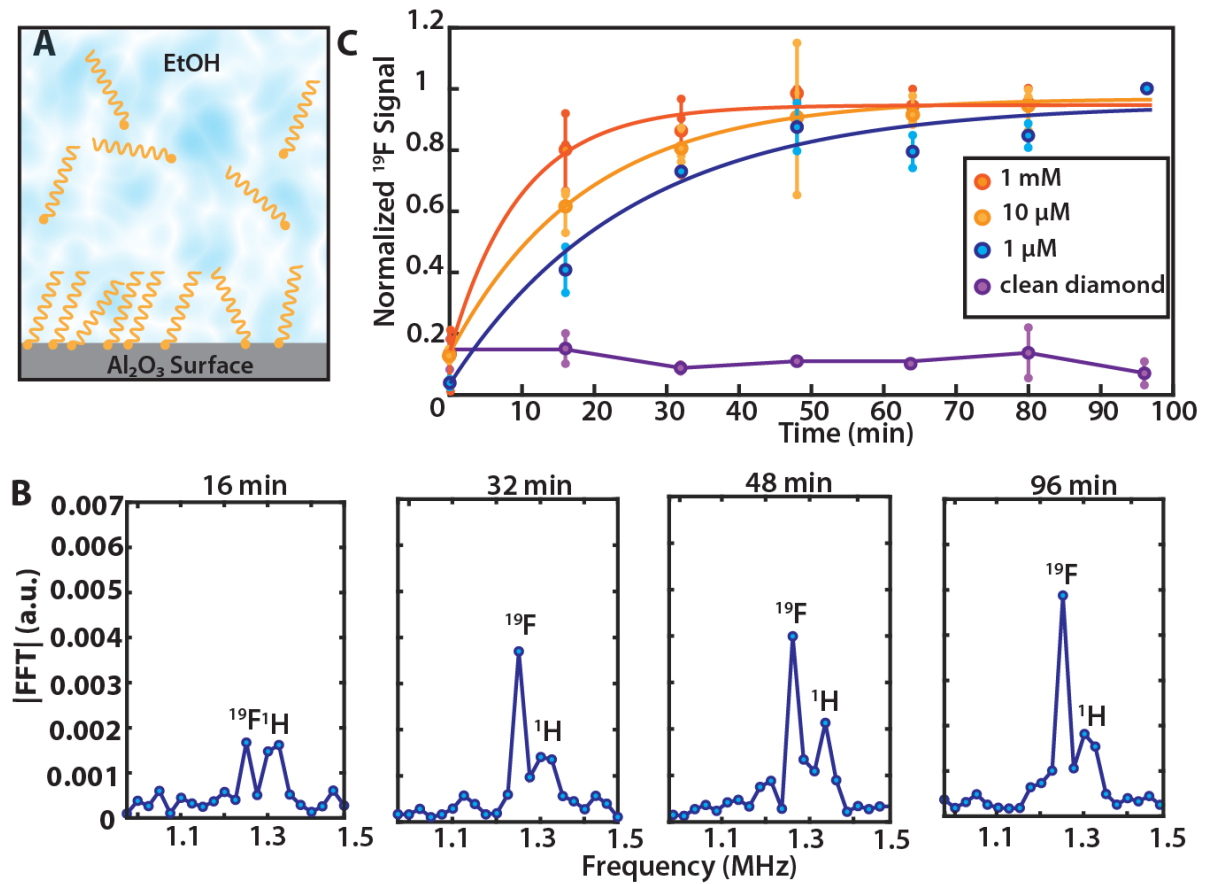 A
EtOH
Al₂O₃ Surface
C
Normalized ¹⁹F Signal
1.2
1
0.8
0.6
0.4
0.2
0
10
20
30
40
50
60
70
80
90
100
Time (min)
1 mM
10 µM
1 µM
clean diamond
B
|FFT| (a.u.)
0.007
0.006
0.005
0.004
0.003
0.002
0.001
0
16 min
¹⁹F ¹H
1.1
1.3
1.5
32 min
¹⁹F
¹H
1.1
1.3
1.5
48 min
¹⁹F
¹H
1.1
1.3
1.5
96 min
¹⁹F
¹H
1.1
1.3
1.5
Frequency (MHz)